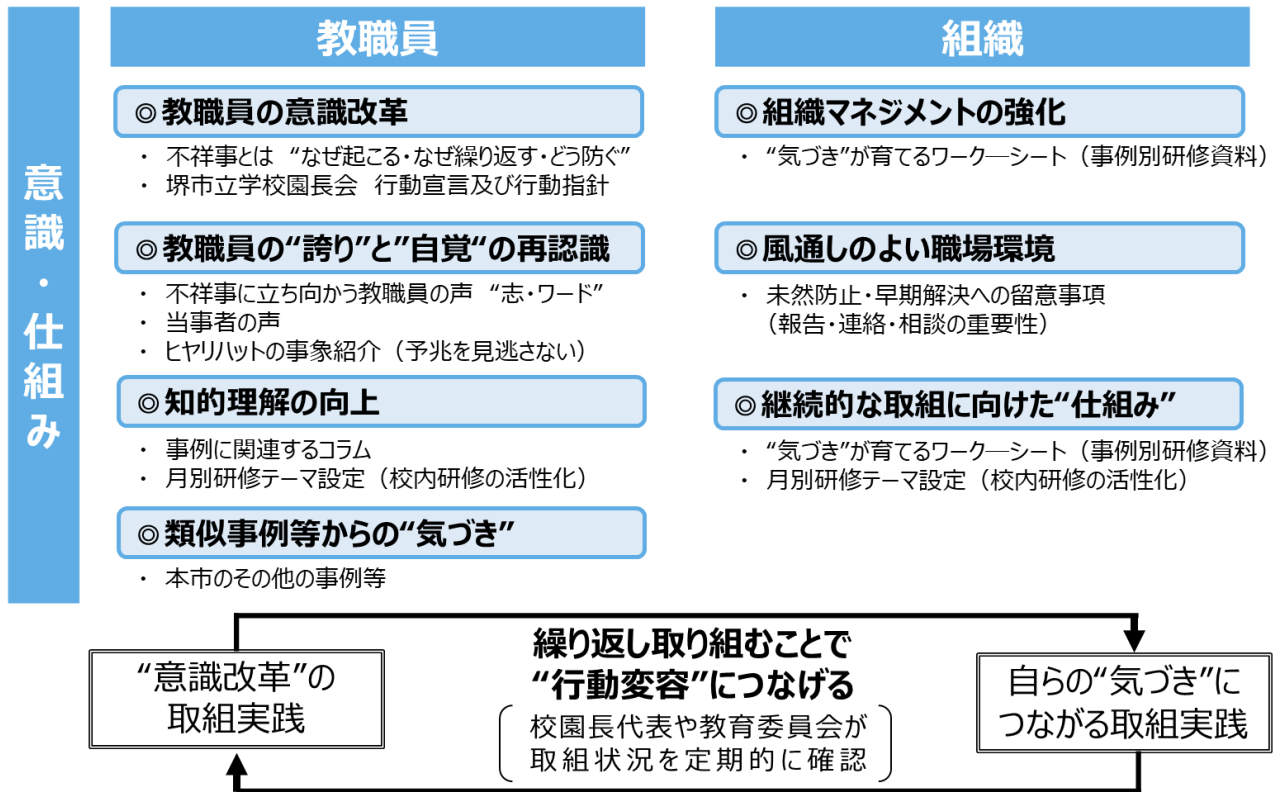 意識・仕組み
教職員
◎教職員の意識改革
・ 不祥事とは “なぜ起こる・なぜ繰り返す・どう防ぐ”
・ 堺市立学校園長会 行動宣言及び行動指針
◎教職員の“誇り”と”自覚“の再認識
・ 不祥事に立ち向かう教職員の声 “志・ワード”
・ 当事者の声
・ ヒヤリハットの事象紹介（予兆を見逃さない）
◎知的理解の向上
・ 事例に関連するコラム
・ 月別研修テーマ設定（校内研修の活性化）
◎類似事例等からの“気づき”
・ 本市のその他の事例等
組織
◎組織マネジメントの強化
・ “気づき”が育てるワーク―シート（事例別研修資料）
◎風通しのよい職場環境
・ 未然防止・早期解決への留意事項
（報告・連絡・相談の重要性）
◎継続的な取組に向けた“仕組み”
・ “気づき”が育てるワーク―シート（事例別研修資料）
・ 月別研修テーマ設定（校内研修の活性化）
“意識改革”の
取組実践
繰り返し取り組むことで
“行動変容”につなげる
校園長代表や教育委員会が
取組状況を定期的に確認
自らの“気づき”に
つながる取組実践